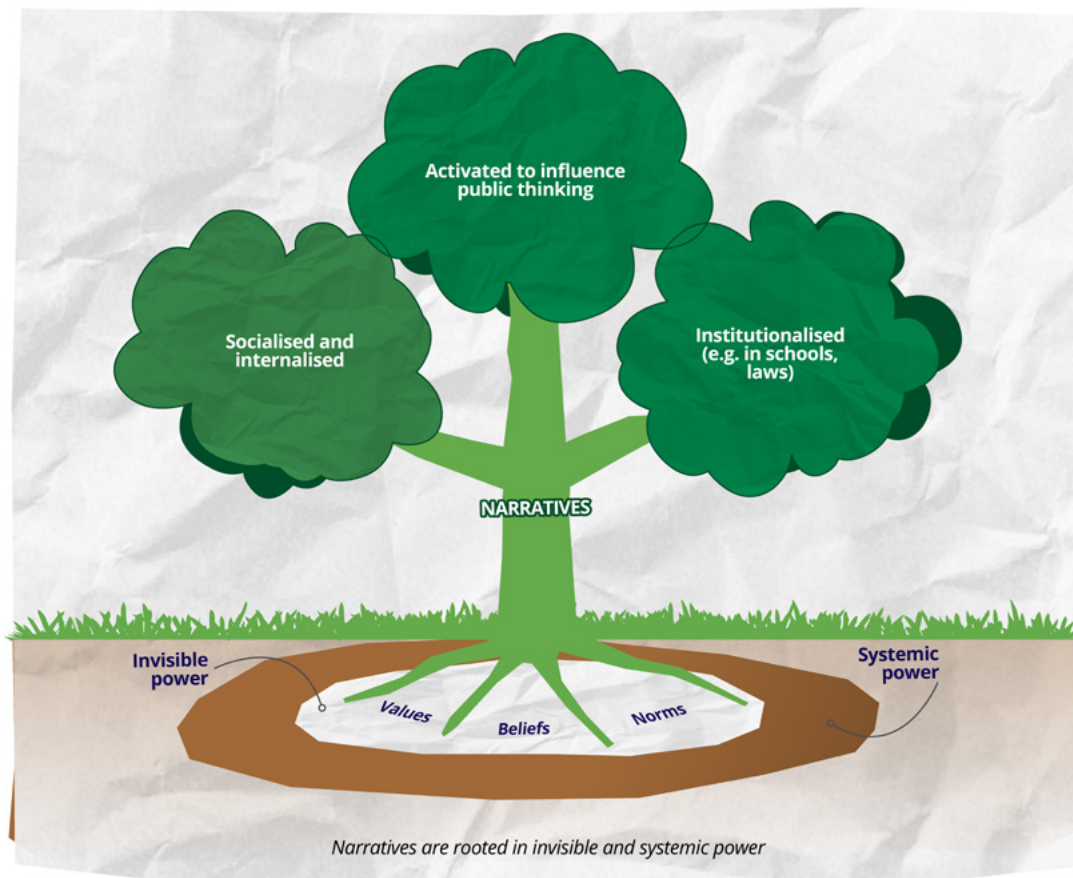 Activated to influence
public thinking
Socialised and
internalised
Institutionalised
(e.g. in schools,
laws)
NARRATIVES
Invisible
power
Systemic
power
Values
Beliefs
Norms
Narratives are rooted in invisible and systemic power